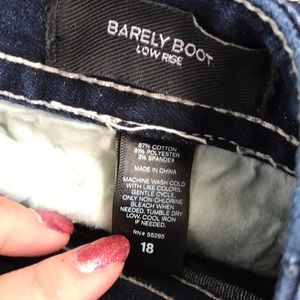 BARELY BOOT
LOW RISE
67% COTTON
31% POLYESTER
2% SPANDEX
MADE IN CHINA
MACHINE WASH COLD
WITH LIKE COLORS,
GENTLE CYCLE.
ONLY NON-CHLORINE
BLEACH WHEN
NEEDED. TUMBLE DRY
LOW. COOL IRON
IF NEEDED.
RN# 55285
18